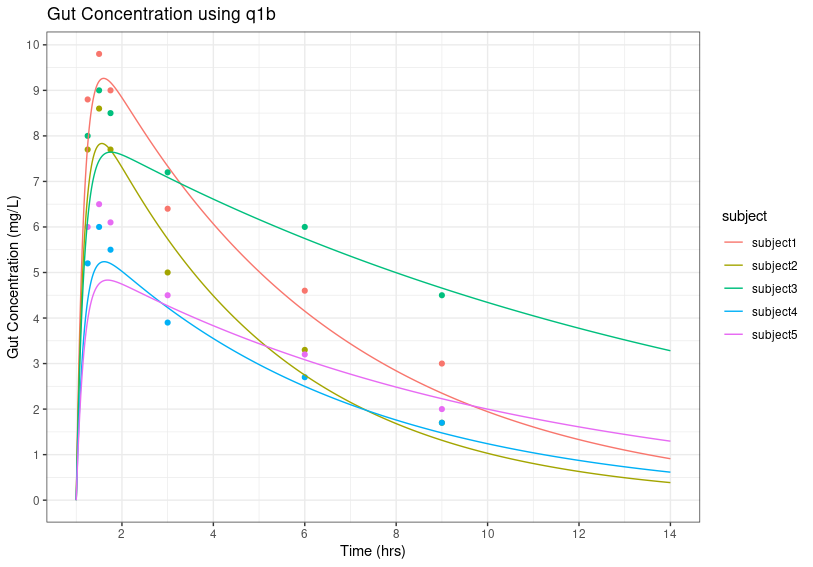 Gut Concentration using q1b
Gut Concentration (mg/L)
10
9
8
7
6
5
4
3
2
1
0
2 4 6 8 10 12 14
Time (hrs)
subject
subject1
subject2
subject3
subject4
subject5